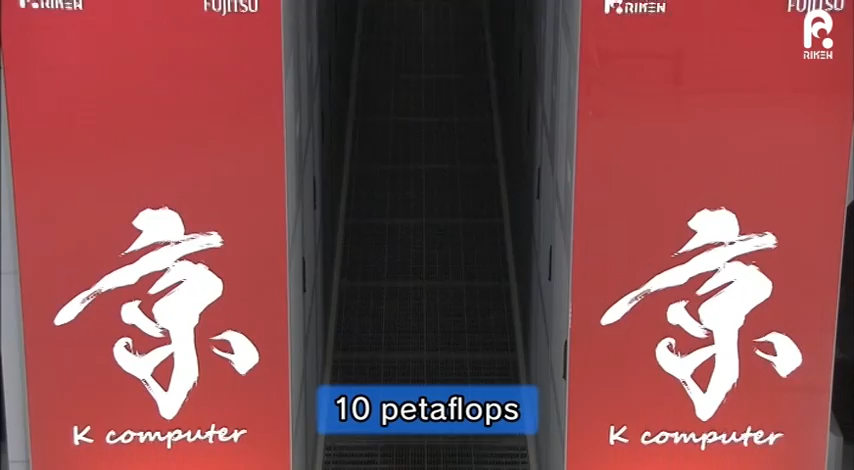 RIKEN FUJITSU
RIKEN FUJITSU
RIKEN
京
京
K computer
K computer
10 petaflops